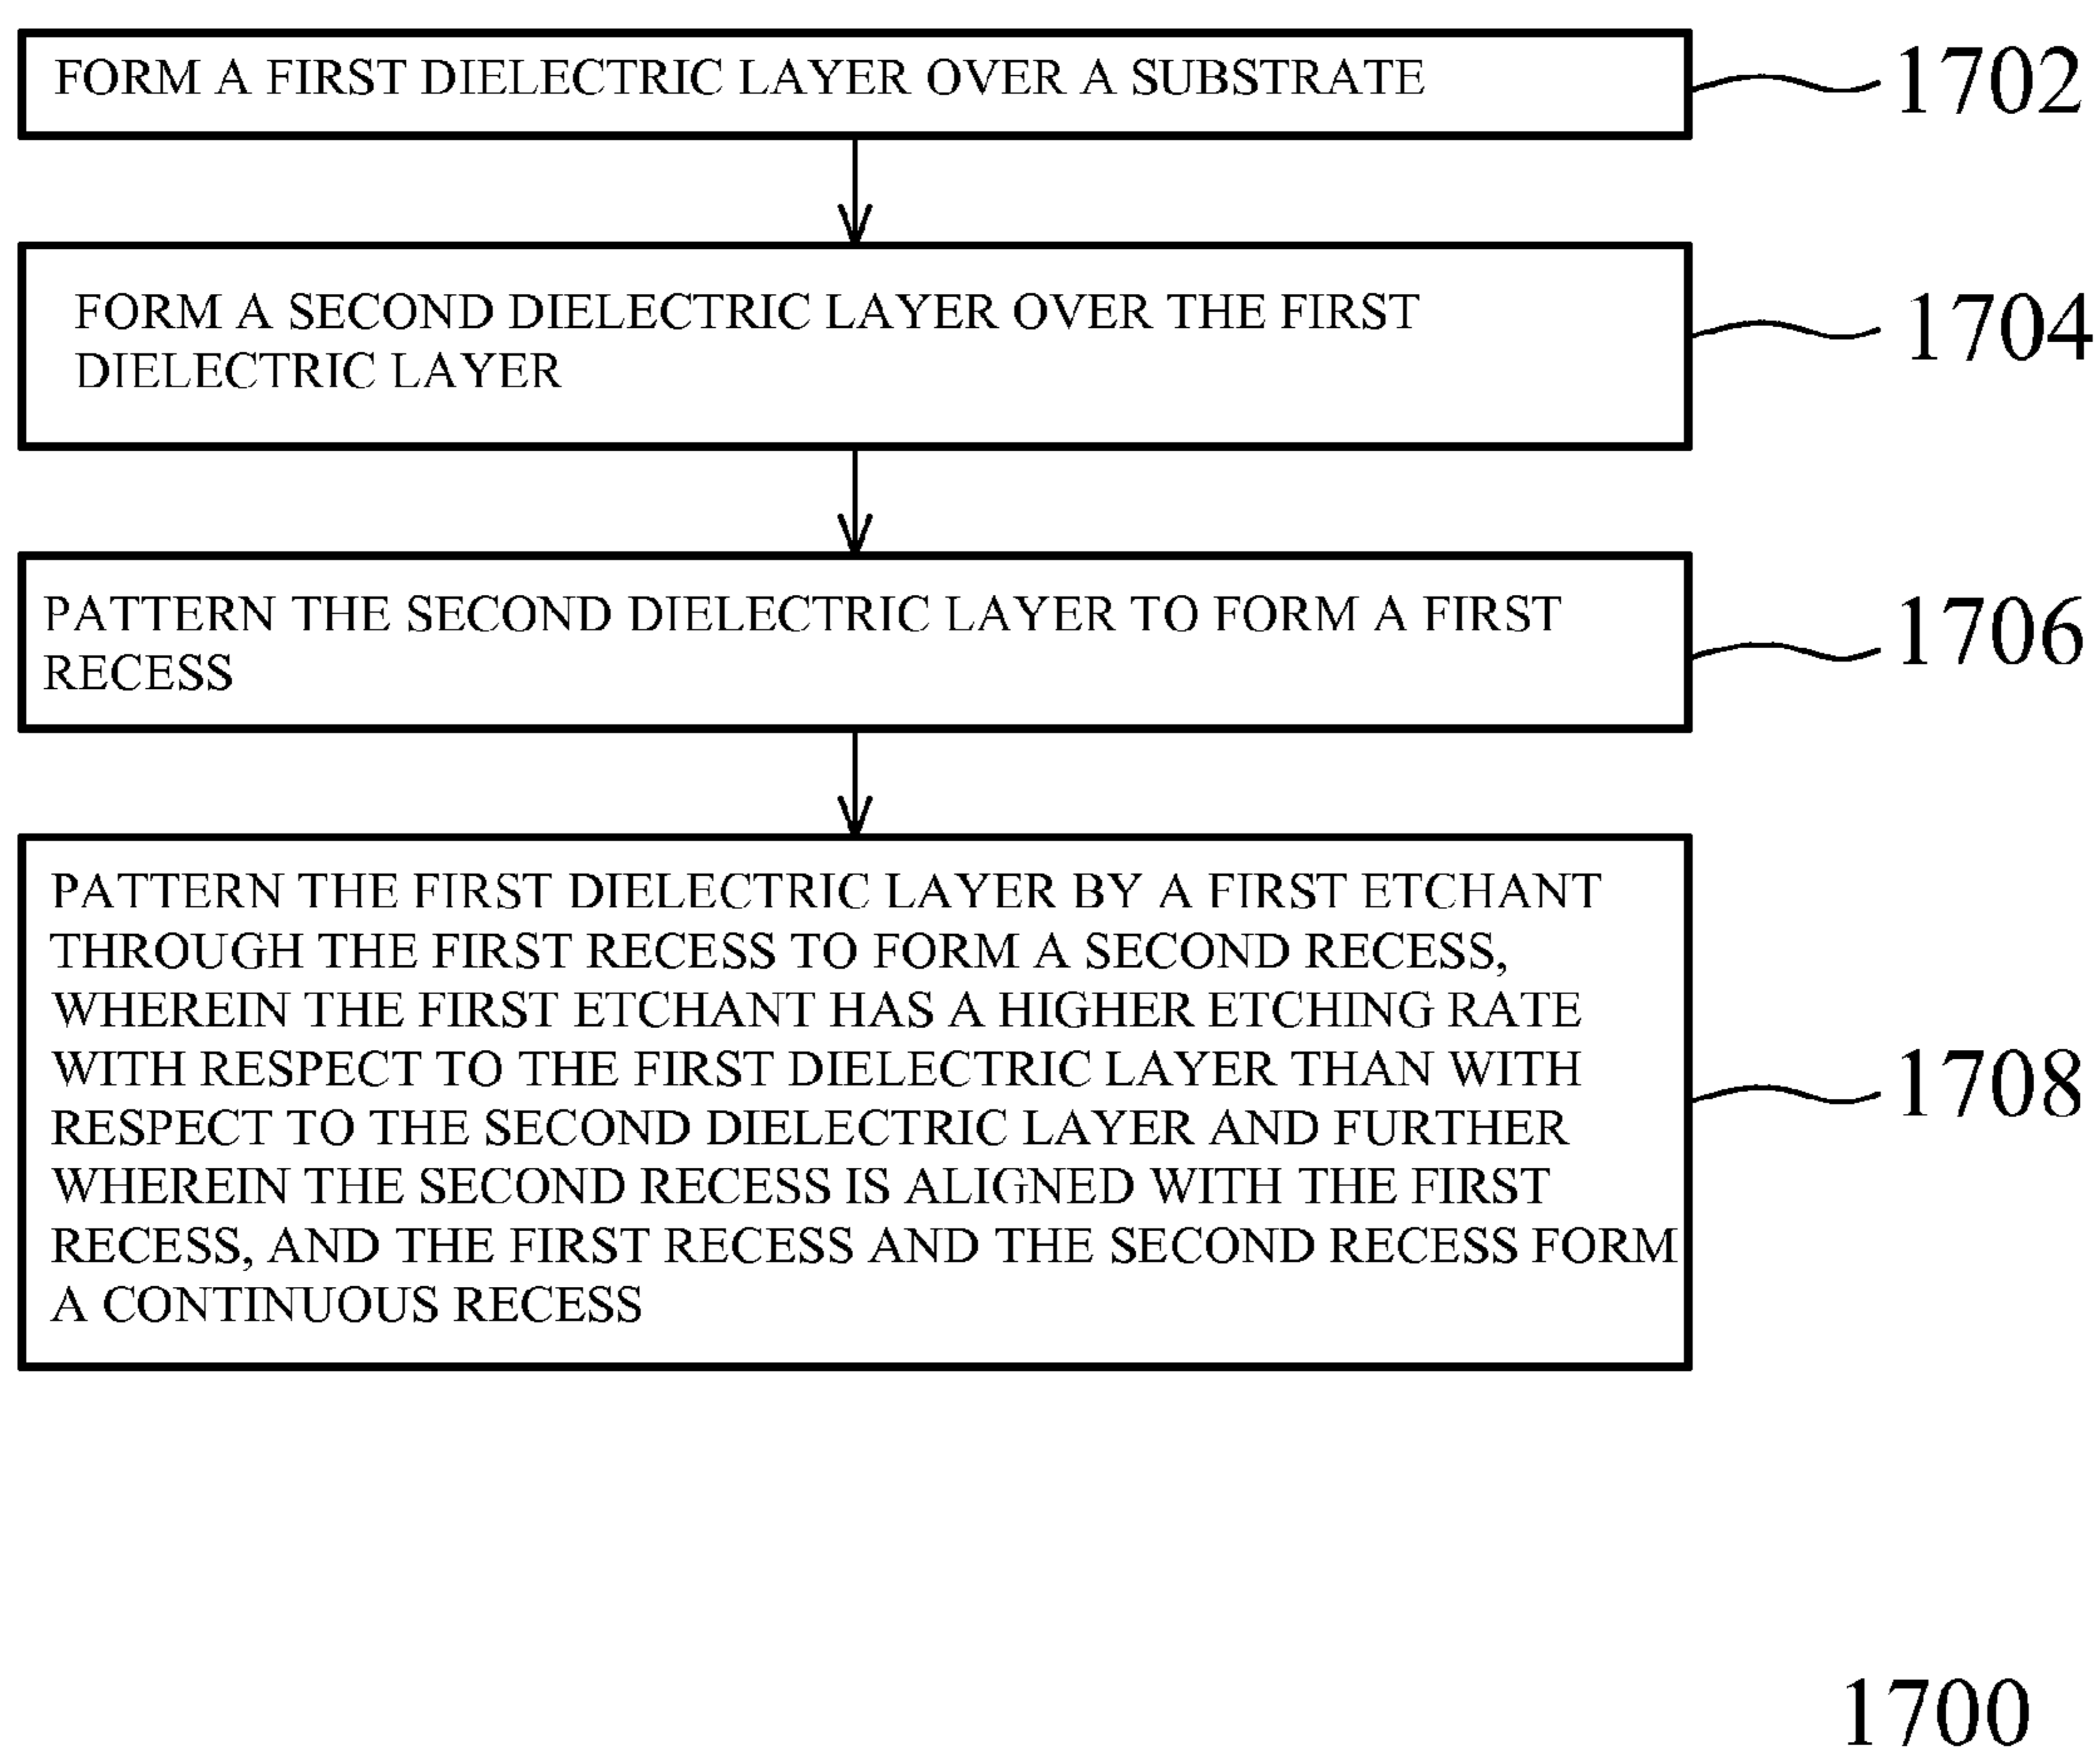 FORM A FIRST DIELECTRIC LAYER OVER A SUBSTRATE
1702
FORM A SECOND DIELECTRIC LAYER OVER THE FIRST
DIELECTRIC LAYER
1704
PATTERN THE SECOND DIELECTRIC LAYER TO FORM A FIRST
RECESS
1706
PATTERN THE FIRST DIELECTRIC LAYER BY A FIRST ETCHANT
THROUGH THE FIRST RECESS TO FORM A SECOND RECESS,
WHEREIN THE FIRST ETCHANT HAS A HIGHER ETCHING RATE
WITH RESPECT TO THE FIRST DIELECTRIC LAYER THAN WITH
RESPECT TO THE SECOND DIELECTRIC LAYER AND FURTHER
WHEREIN THE SECOND RECESS IS ALIGNED WITH THE FIRST
RECESS, AND THE FIRST RECESS AND THE SECOND RECESS FORM
A CONTINUOUS RECESS
1708
1700